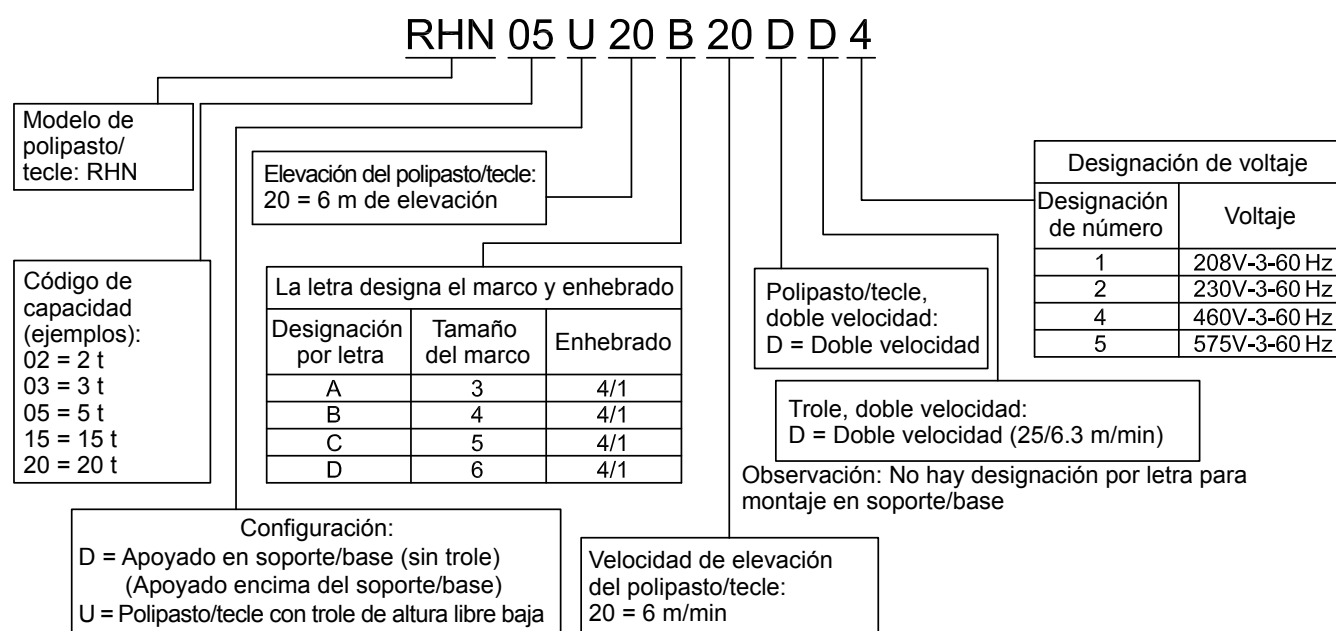 RHN 05 U 20 B 20 D D 4
Modelo de
polipasto/
tecle: RHN
Elevación del polipasto/tecle:
20 = 6 m de elevación
Código de
capacidad
(ejemplos):
02 = 2 t
03 = 3 t
05 = 5 t
15 = 15 t
20 = 20 t
La letra designa el marco y enhebrado
Designación por letra Tamaño del marco Enhebrado
A 3 4/1
B 4 4/1
C 5 4/1
D 6 4/1
Polipasto/tecle,
doble velocidad:
D = Doble velocidad
Designación de voltaje
Designación de número Voltaje
1 208V-3-60 Hz
2 230V-3-60 Hz
4 460V-3-60 Hz
5 575V-3-60 Hz
Trole, doble velocidad:
D = Doble velocidad (25/6.3 m/min)
Observación: No hay designación por letra para
montaje en soporte/base
Configuración:
D = Apoyado en soporte/base (sin trole)
(Apoyado encima del soporte/base)
U = Polipasto/tecle con trole de altura libre baja
Velocidad de elevación
del polipasto/tecle:
20 = 6 m/min